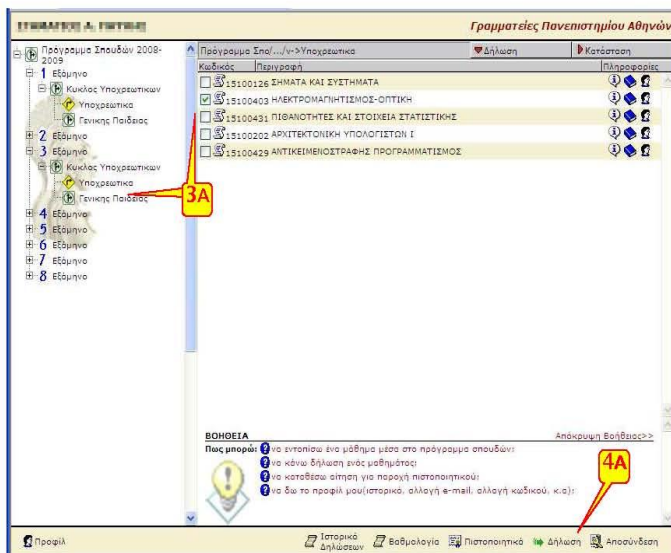 Γραμματείες Πανεπιστημίου Αθηνών
Πρόγραμμα Σπουδών 2008-
2009
1 Εξάμηνο
Κυκλος Υποχρεωτικων
Υποχρεωτικα
Γενικης Παιδειας
2 Εξάμηνο
3 Εξάμηνο
Κυκλος Υποχρεωτικων
Υποχρεωτικα
Γενικης Παιδειας
4 Εξάμηνο
5 Εξάμηνο
6 Εξάμηνο
7 Εξάμηνο
8 Εξάμηνο
Πρόγραμμα Σπο/.../ν->Υποχρεωτικα
Δήλωση
Κατάσταση
Κωδικός Περιγραφή Πληροφορίες
15100126 ΣΗΜΑΤΑ ΚΑΙ ΣΥΣΤΗΜΑΤΑ
15100403 ΗΛΕΚΤΡΟΜΑΓΝΗΤΙΣΜΟΣ-ΟΠΤΙΚΗ
15100431 ΠΙΘΑΝΟΤΗΤΕΣ ΚΑΙ ΣΤΟΙΧΕΙΑ ΣΤΑΤΙΣΤΙΚΗΣ
15100202 ΑΡΧΙΤΕΚΤΟΝΙΚΗ ΥΠΟΛΟΓΙΣΤΩΝ Ι
15100429 ΑΝΤΙΚΕΙΜΕΝΟΣΤΡΑΦΗΣ ΠΡΟΓΡΑΜΜΑΤΙΣΜΟΣ
3A
ΒΟΗΘΕΙΑ
Απόκρυψη Βοήθειας>>
Πως μπορώ:
να εντοπίσω ένα μάθημα μέσα στο πρόγραμμα σπουδών;
να κάνω δήλωση ενός μαθήματος;
να καταθέσω αίτηση για παροχή πιστοποιητικού;
να δω το προφίλ μου(ιστορικό, αλλαγή e-mail, αλλαγή κωδικού, κ.α);
4A
Προφίλ
Ιστορικό
Δηλώσεων
Βαθμολογία
Πιστοποιητικά
Δήλωση
Αποσύνδεση